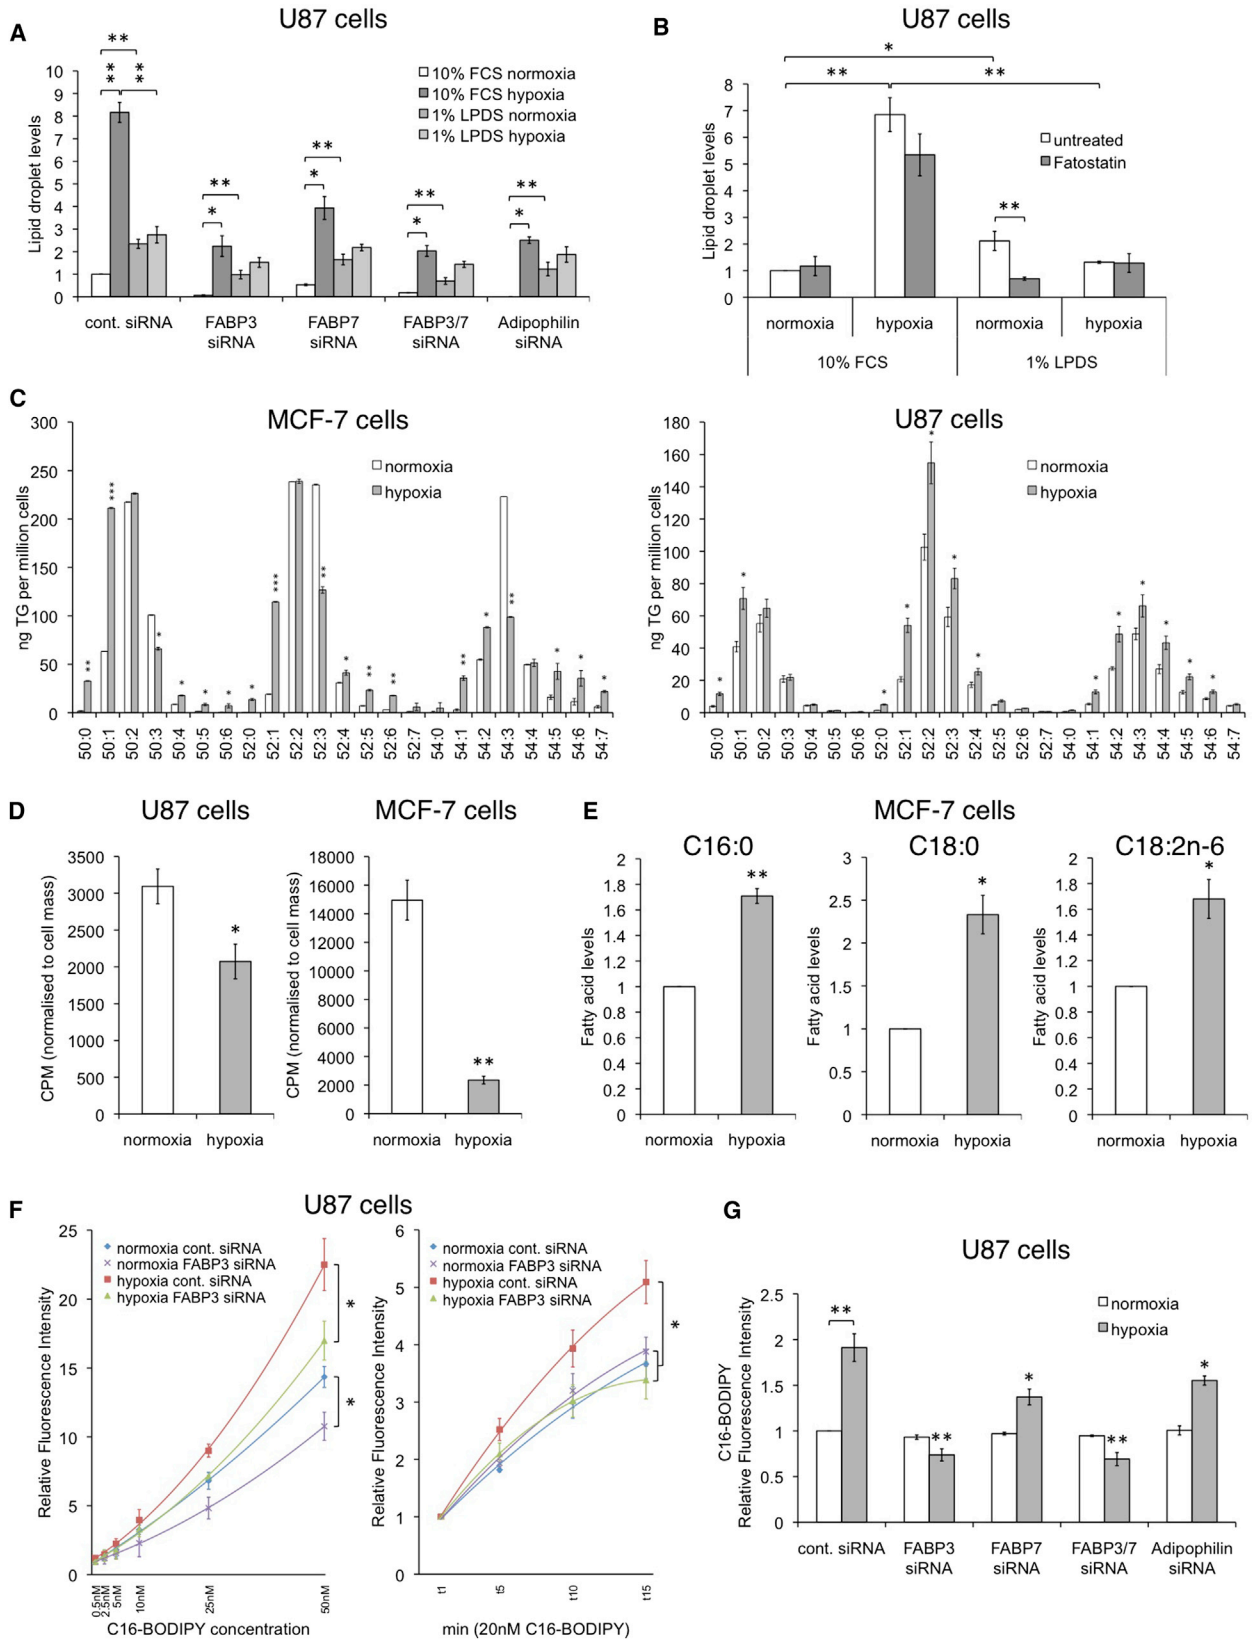 A
U87 cells
**
**
**
10% FCS normoxia
10% FCS hypoxia
1% LPDS normoxia
1% LPDS hypoxia
Lipid droplet levels
10
9
8
7
6
5
4
3
2
1
0
**
*
**
*
**
*
**
*
cont. siRNA
FABP3 siRNA
FABP7 siRNA
FABP3/7 siRNA
Adipophilin siRNA
B
U87 cells
*
**
**
**
untreated
Fatostatin
Lipid droplet levels
8
7
6
5
4
3
2
1
0
normoxia
hypoxia
normoxia
hypoxia
10% FCS
1% LPDS
C
MCF-7 cells
normoxia
hypoxia
ng TG per million cells
300
250
200
150
100
50
0
**
***
*
*
*
*
*
***
**
*
**
**
**
*
**
*
*
*
50:0 50:1 50:2 50:3 50:4 50:5 50:6 52:0 52:1 52:2 52:3 52:4 52:5 52:6 52:7 54:0 54:1 54:2 54:3 54:4 54:5 54:6 54:7
U87 cells
normoxia
hypoxia
ng TG per million cells
180
160
140
120
100
80
60
40
20
0
*
*
*
*
*
*
*
*
*
*
*
*
*
50:0 50:1 50:2 50:3 50:4 50:5 50:6 52:0 52:1 52:2 52:3 52:4 52:5 52:6 52:7 54:0 54:1 54:2 54:3 54:4 54:5 54:6 54:7
D
U87 cells
CPM (normalised to cell mass)
3500
3000
2500
2000
1500
1000
500
0
*
normoxia
hypoxia
MCF-7 cells
CPM (normalised to cell mass)
18000
16000
14000
12000
10000
8000
6000
4000
2000
0
**
normoxia
hypoxia
E
MCF-7 cells
C16:0
Fatty acid levels
2
1.8
1.6
1.4
1.2
1
0.8
0.6
0.4
0.2
0
**
normoxia
hypoxia
C18:0
Fatty acid levels
3
2.5
2
1.5
1
0.5
0
*
normoxia
hypoxia
C18:2n-6
Fatty acid levels
2
1.8
1.6
1.4
1.2
1
0.8
0.6
0.4
0.2
0
*
normoxia
hypoxia
F
U87 cells
normoxia cont. siRNA
normoxia FABP3 siRNA
hypoxia cont. siRNA
hypoxia FABP3 siRNA
Relative Fluorescence Intensity
25
20
15
10
5
0
*
*
0.5nM
2.5nM
5nM
10nM
25nM
50nM
C16-BODIPY concentration
normoxia cont. siRNA
normoxia FABP3 siRNA
hypoxia cont. siRNA
hypoxia FABP3 siRNA
Relative Fluorescence Intensity
6
5
4
3
2
1
0
*
t1
t5
t10
t15
min (20nM C16-BODIPY)
G
U87 cells
normoxia
hypoxia
C16-BODIPY
Relative Fluorescence Intensity
2.5
2
1.5
1
0.5
0
**
**
*
**
*
cont. siRNA
FABP3 siRNA
FABP7 siRNA
FABP3/7 siRNA
Adipophilin siRNA